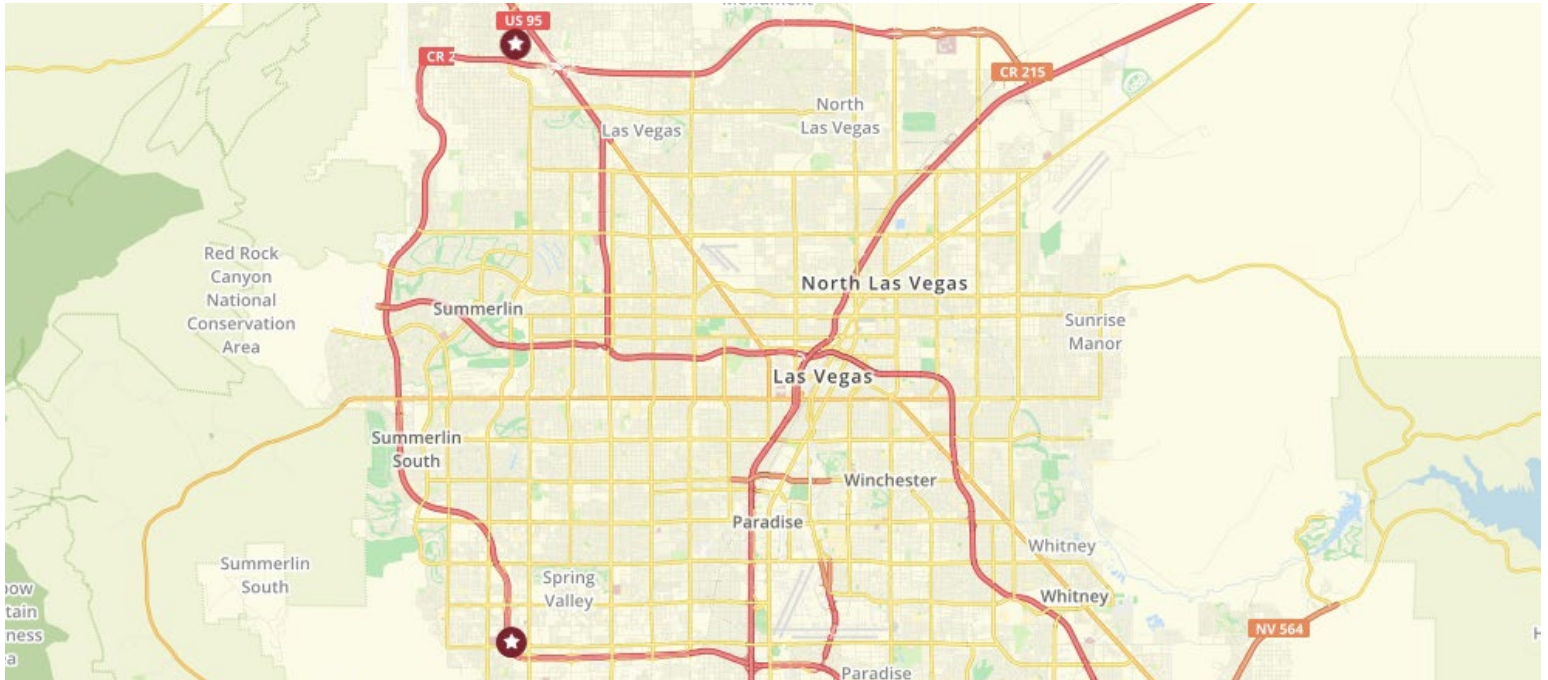 US 95
CR 2
CR 215
North
Las Vegas
Las Vegas
Red Rock
Canyon
National
Conservation
Area
North Las Vegas
Summerlin
Sunrise
Manor
Las Vegas
Summerlin
South
Winchester
Paradise
Whitney
Summerlin
South
Spring
Valley
Whitney
tain
ness
NV 564
Paradise